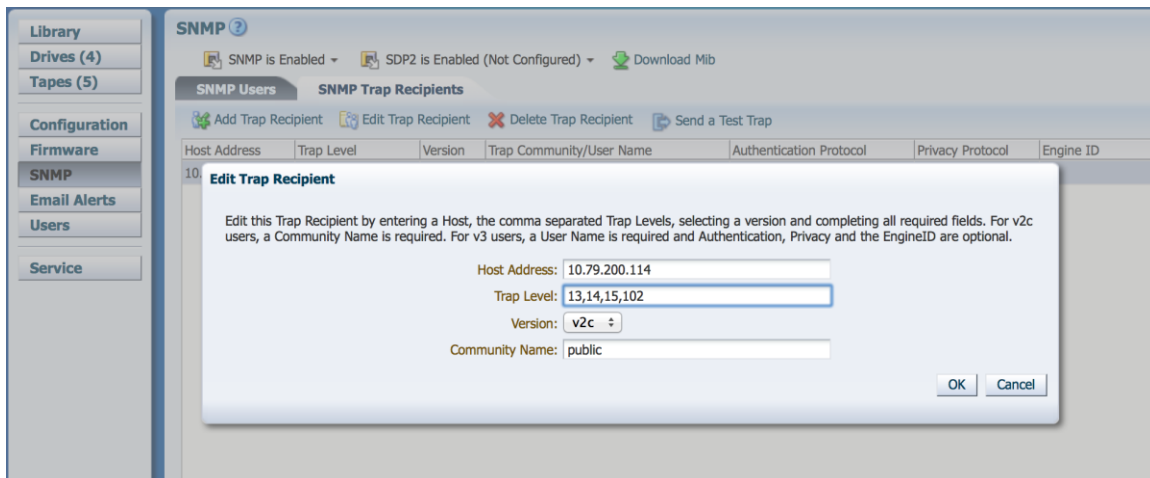 Library
Drives (4)
Tapes (5)
Configuration
Firmware
SNMP
Email Alerts
Users
Service
SNMP ?
SNMP is Enabled SDP2 is Enabled (Not Configured) Download Mib
SNMP Users SNMP Trap Recipients
Add Trap Recipient Edit Trap Recipient Delete Trap Recipient Send a Test Trap
Host Address Trap Level Version Trap Community/User Name Authentication Protocol Privacy Protocol Engine ID
10.
Edit Trap Recipient
Edit this Trap Recipient by entering a Host, the comma separated Trap Levels, selecting a version and completing all required fields. For v2c
users, a Community Name is required. For v3 users, a User Name is required and Authentication, Privacy and the EngineID are optional.
Host Address: 10.79.200.114
Trap Level: 13,14,15,102
Version: v2c
Community Name: public
OK Cancel